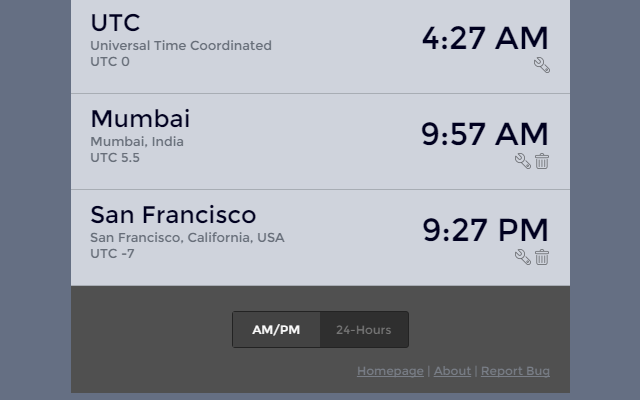 UTC
Universal Time Coordinated
UTC 0
4:27 AM
Mumbai
Mumbai, India
UTC 5.5
9:57 AM
San Francisco
San Francisco, California, USA
UTC -7
9:27 PM
AM/PM 24-Hours
Homepage | About | Report Bug